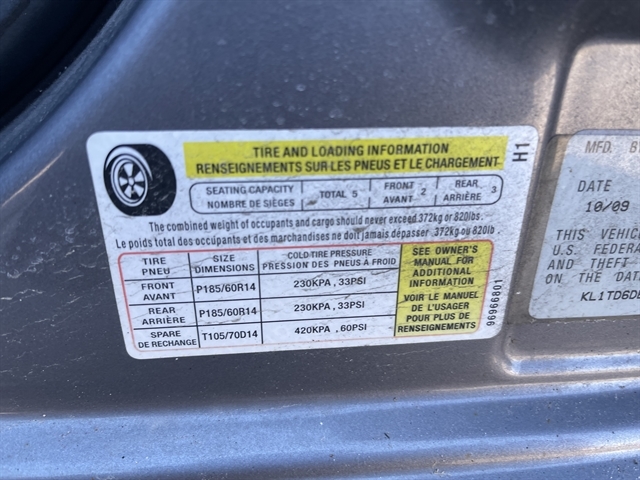 TIRE AND LOADING INFORMATION
RENSEIGNEMENTS SUR LES PNEUS ET LE CHARGEMENT
SEATING CAPACITY
NOMBRE DE SIÈGES
TOTAL 5
FRONT
AVANT 2
REAR
ARRIÈRE 3
The combined weight of occupants and cargo should never exceed 372kg or 820lbs.
Le poids total des occupants et des marchandises ne doit jamais depasser 372kg ou 820lb
TIRE
PNEU
SIZE
DIMENSIONS
COLD TIRE PRESSURE
PRESSION DES PNEUS À FROID
FRONT
AVANT
P185/60R14
230KPA , 33PSI
REAR
ARRIÈRE
P185/60R14
230KPA , 33PSI
SPARE
DE RECHANGE
T105/70D14
420KPA , 60PSI
SEE OWNER'S
MANUAL FOR
ADDITIONAL
INFORMATION
VOIR LE MANUEL
DE L'USAGER
POUR PLUS DE
RENSEIGNEMENTS
H1
96966801
MFD. BY
DATE
10/09
THIS VEHIC
U.S. FEDERA
AND THEFT
ON THE DA
KL1TD6D